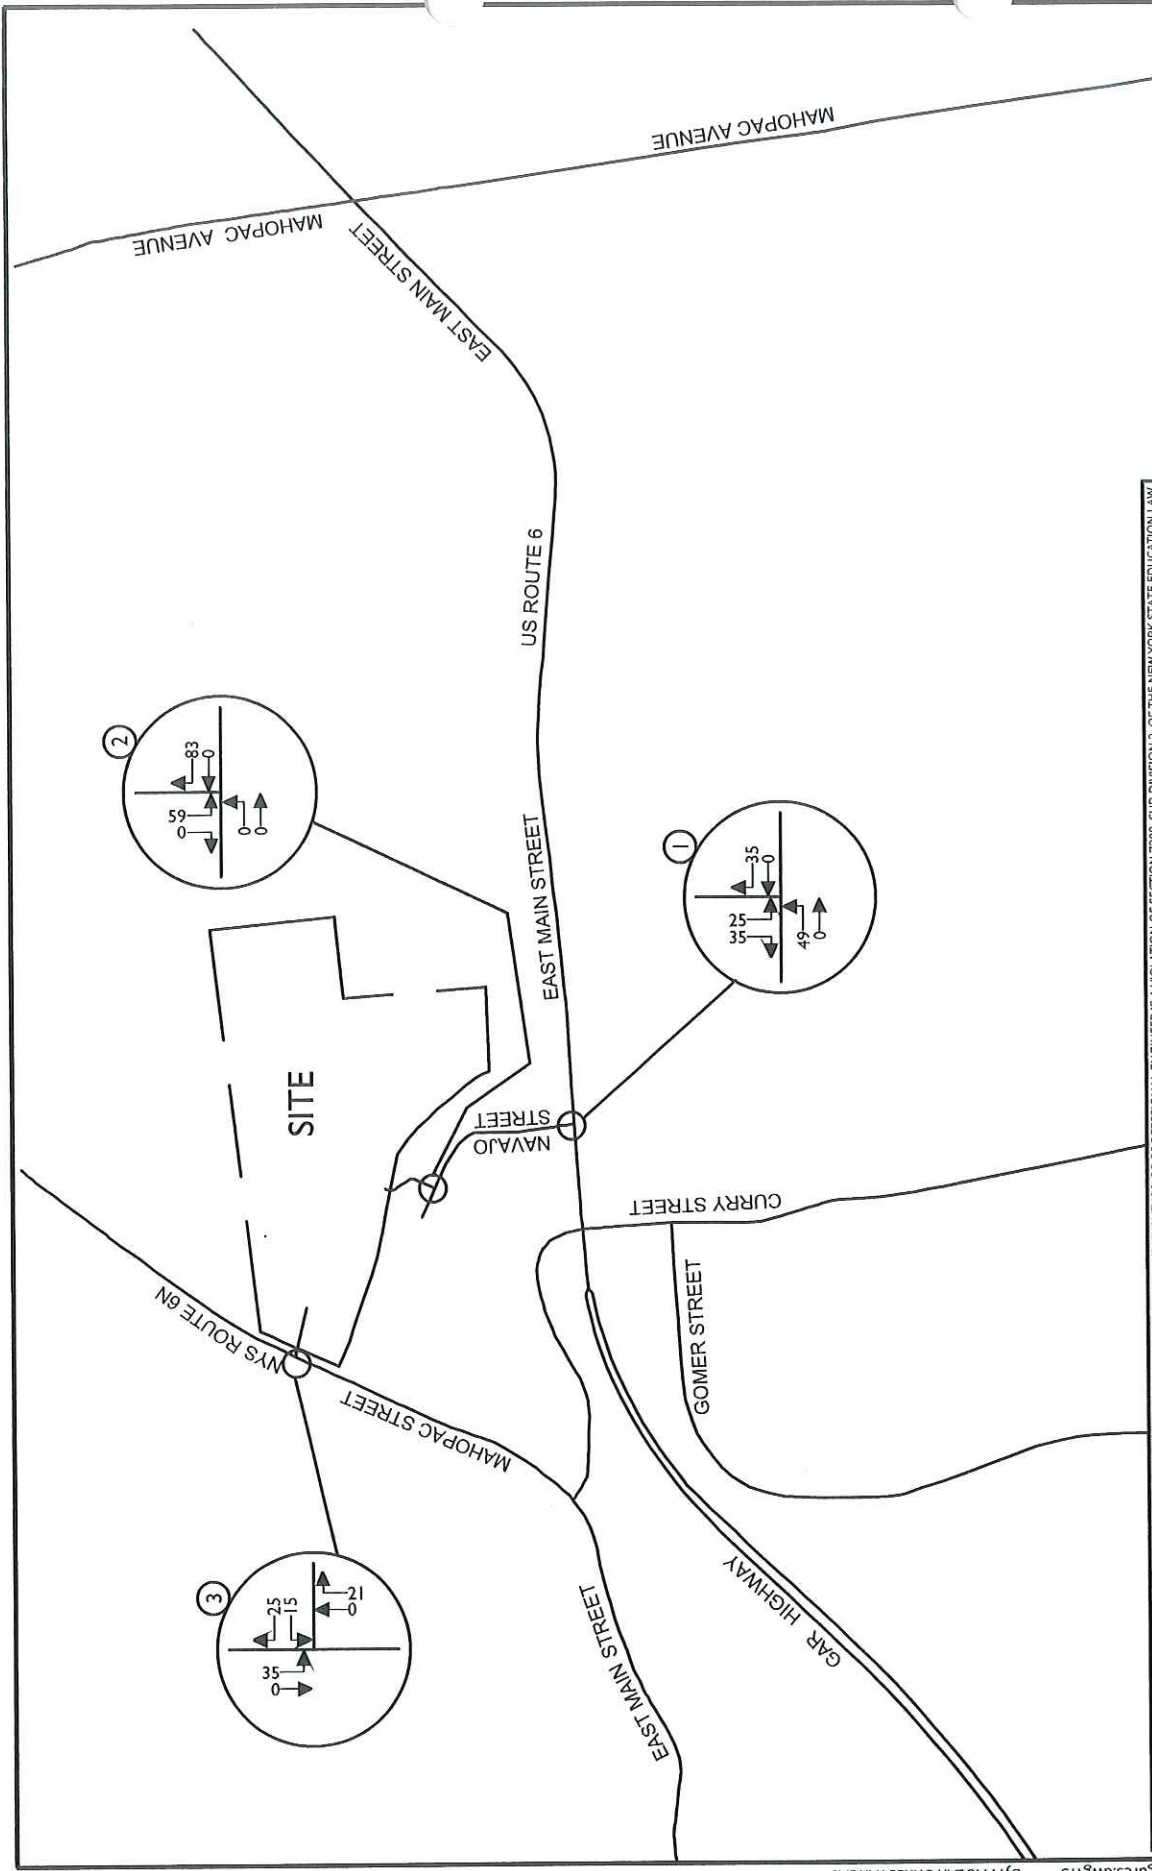 MAHOPAC AVENUE
MAHOPAC AVENUE
EAST MAIN STREET
US ROUTE 6
2
83
0
59
0
0
0
EAST MAIN STREET
1
35
0
25
35
49
0
SITE
NAVAJO
STREET
CURRY STREET
GOMER STREET
NYS ROUTE 6N
MAHOPAC STREET
3
25
15
35
0
21
0
EAST MAIN STREET
GAR HIGHWAY